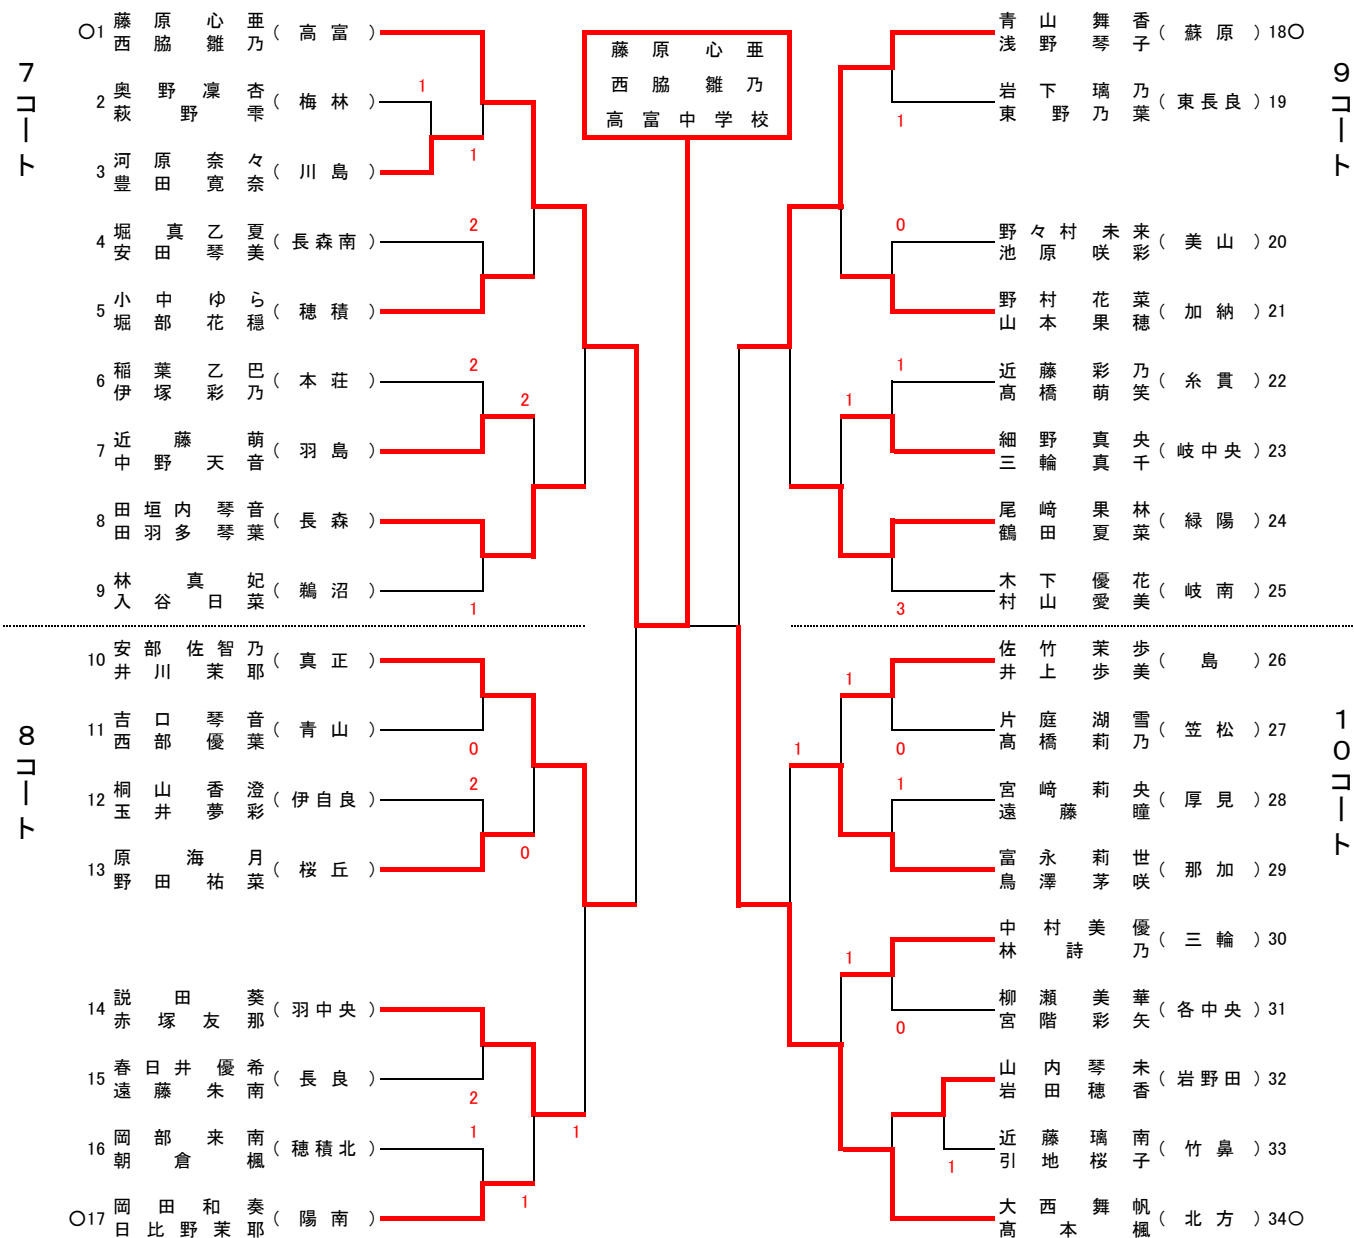 藤原心亜
西脇雛乃
高富中学校
7コート
○1 藤原心亜
西脇雛乃
(高富)
2 奥野凜杏
萩野雫
(梅林)
1
3 河原奈々
豊田寛奈
(川島)
1
4 堀真乙夏
安田琴美
(長森南)
2
5 小中ゆら
堀部花穏
(穂積)
6 稲葉乙巴
伊塚彩乃
(本荘)
2
2
7 近藤萌
中野天音
(羽島)
8 田垣内琴音
田羽多琴葉
(長森)
9 林真妃
入谷日菜
(鵜沼)
1
8コート
10 安部佐智乃
井川茉耶
(真正)
11 吉口琴音
西部優葉
(青山)
0
12 桐山香澄
玉井夢彩
(伊自良)
2
0
13 原海月
野田祐菜
(桜丘)
14 説田葵
赤塚友那
(羽中央)
15 春日井優希
遠藤朱南
(長良)
2
16 岡部来南
朝倉楓
(穂積北)
1
1
1
○17 岡田和奏
日比野茉耶
(陽南)
9コート
青山舞香
浅野琴子
(蘇原) 18○
岩下璃乃
東野乃葉
(東長良) 19
1
0
野々村未来
池原咲彩
(美山) 20
野村花菜
山本果穂
(加納) 21
1
近藤彩乃
髙橋萌笑
(糸貫) 22
1
細野真央
三輪真千
(岐中央) 23
尾﨑果林
鶴田夏菜
(緑陽) 24
木下優花
村山愛美
(岐南) 25
3
10コート
佐竹茉歩
井上歩美
(島) 26
1
片庭湖雪
髙橋莉乃
(笠松) 27
0
1
1
宮﨑莉央
遠藤瞳
(厚見) 28
富永莉世
鳥澤茅咲
(那加) 29
中村美優
林詩乃
(三輪) 30
1
柳瀬美華
宮階彩矢
(各中央) 31
0
山内琴未
岩田穂香
(岩野田) 32
近藤璃南
引地桜子
(竹鼻) 33
1
大西舞帆
髙本楓
(北方) 34○